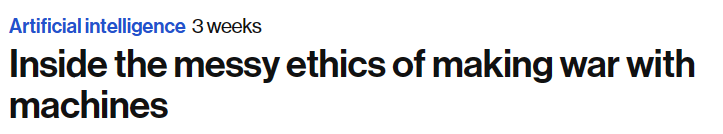 Artificial intelligence 3 weeks
Inside the messy ethics of making war with
machines